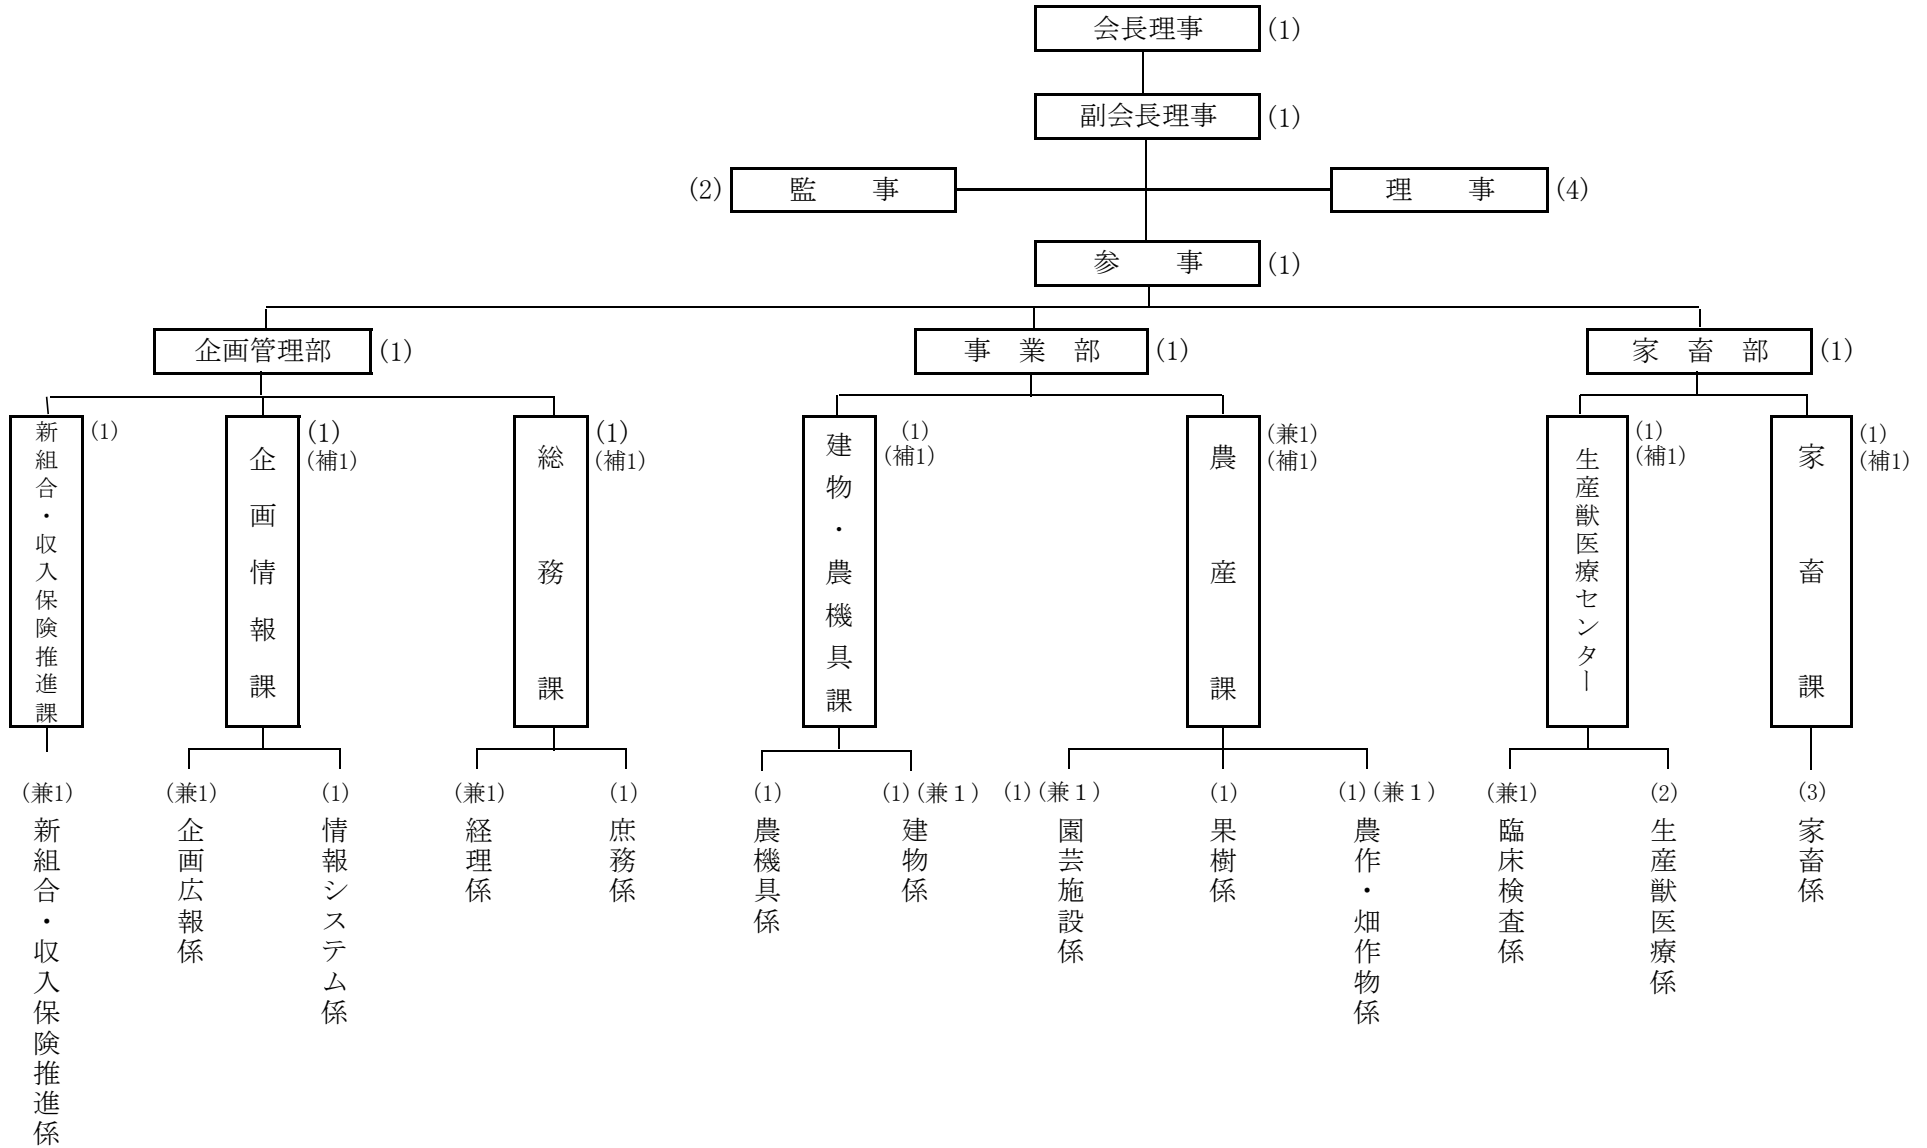 会長理事 (1)
副会長理事 (1)
(2) 監　事
理　事 (4)
参　事 (1)
企画管理部 (1)
事　業　部 (1)
家　畜　部 (1)
新組合・収入保険推進課
(1)
企画情報課
(1)
(補1)
総務課
(1)
(補1)
建物・農機具課
(1)
(補1)
農産課
(兼1)
(補1)
生産獣医療センター
(1)
(補1)
家畜課
(1)
(補1)
(兼1)
新組合・収入保険推進係
(兼1)
企画広報係
(1)
情報システム係
(兼1)
経理係
(1)
庶務係
(1)
農機具係
(1)(兼１)
建物係
(1)(兼１)
園芸施設係
(1)
果樹係
(1)(兼１)
農作・畑作物係
(兼1)
臨床検査係
(2)
生産獣医療係
(3)
家畜係